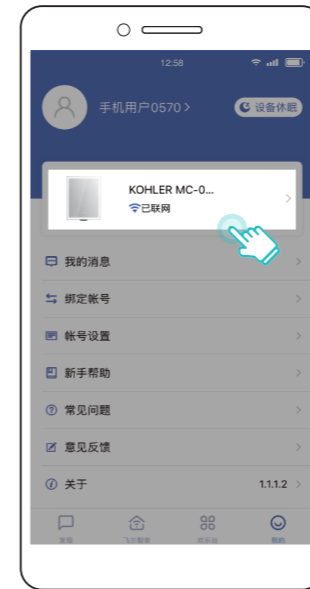 12:58
手机用户0570
设备休眠
KOHLER MC-0...
已联网
我的消息
绑定帐号
帐号设置
新手帮助
常见问题
意见反馈
关于
1.1.1.2
发现
我的